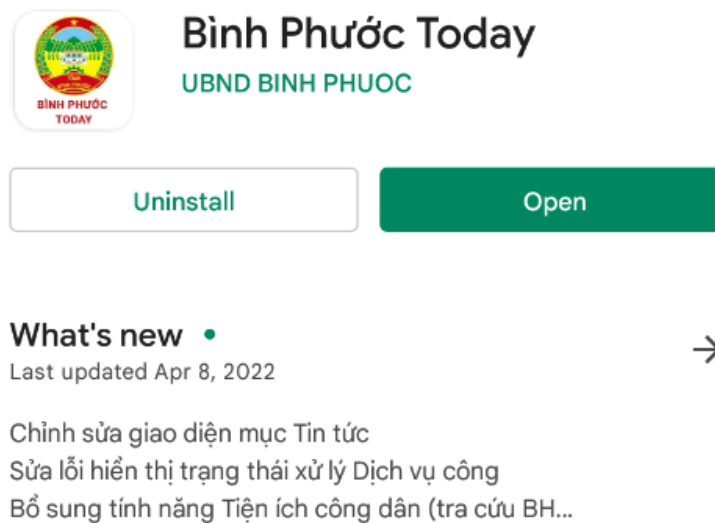 Bình Phước Today
UBND BINH PHUOC
BÌNH PHƯỚC
TODAY
Uninstall
Open
What's new
Last updated Apr 8, 2022
Chỉnh sửa giao diện mục Tin tức
Sửa lỗi hiển thị trạng thái xử lý Dịch vụ công
Bổ sung tính năng Tiện ích công dân (tra cứu BH...